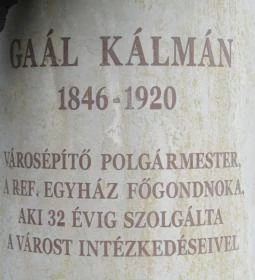 GAÁL KÁLMÁN
1846-1920
VÁROSÉPÍTŐ POLGÁRMESTER,
A REF. EGYHÁZ FŐGONDNOKA,
AKI 32 ÉVIG SZOLGÁLTA
A VÁROST INTÉZKEDÉSEIVEL